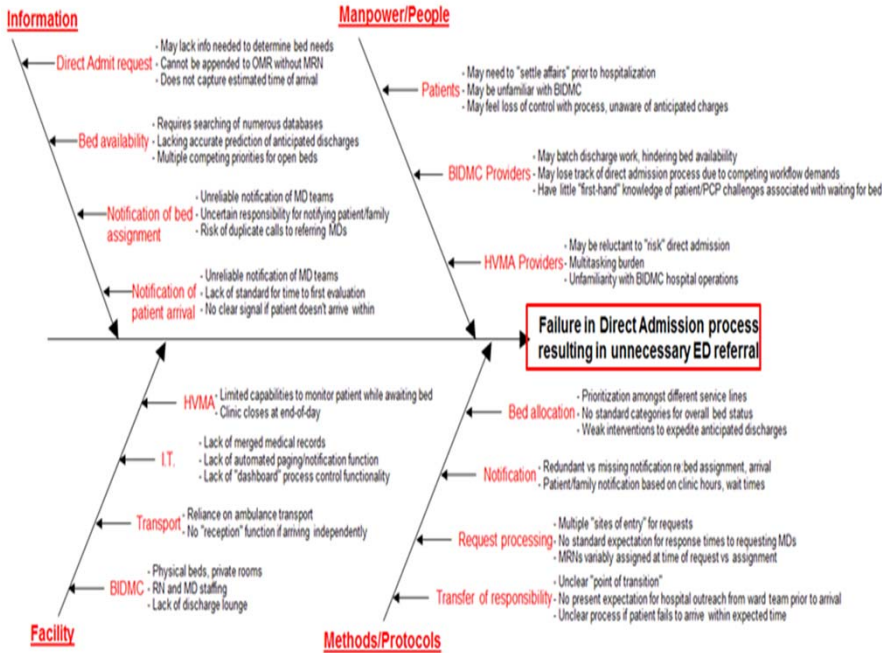 Information
- May lack info needed to determine bed needs
Direct Admit request
- Cannot be appended to OMR without MRN
- Does not capture estimated time of arrival
- Requires searching of numerous databases
Bed availability
- Lacking accurate prediction of anticipated discharges
- Multiple competing priorities for open beds
- Unreliable notification of MD teams
Notification of bed assignment
- Uncertain responsibility for notifying patient/family
- Risk of duplicate calls to referring MDs
- Unreliable notification of MD teams
Notification of patient arrival
- Lack of standard for time to first evaluation
- No clear signal if patient doesn't arrive within
Manpower/People
- May need to "settle affairs" prior to hospitalization
Patients
- May be unfamiliar with BIDMC
- May feel loss of control with process, unaware of anticipated charges
- May batch discharge work, hindering bed availability
BIDMC Providers
- May lose track of direct admission process due to competing workflow demands
- Have little "first-hand" knowledge of patient/PCP challenges associated with waiting for bed
- May be reluctant to "risk" direct admission
HVMA Providers
- Multitasking burden
- Unfamiliarity with BIDMC hospital operations
Failure in Direct Admission process
resulting in unnecessary ED referral
HVMA
- Limited capabilities to monitor patient while awaiting bed
- Clinic closes at end-of-day
- Lack of merged medical records
I.T.
- Lack of automated paging/notification function
- Lack of "dashboard" process control functionality
- Reliance on ambulance transport
Transport
- No "reception" function if arriving independently
- Physical beds, private rooms
BIDMC
- RN and MD staffing
- Lack of discharge lounge
Facility
- Prioritization amongst different service lines
Bed allocation
- No standard categories for overall bed status
- Weak interventions to expedite anticipated discharges
Notification
- Redundant vs missing notification re:bed assignment, arrival
- Patient/family notification based on clinic hours, wait times
- Multiple "sites of entry" for requests
Request processing
- No standard expectation for response times to requesting MDs
- MRNs variably assigned at time of request vs assignment
- Unclear "point of transition"
Transfer of responsibility
- No present expectation for hospital outreach from ward team prior to arrival
- Unclear process if patient fails to arrive within expected time
Methods/Protocols